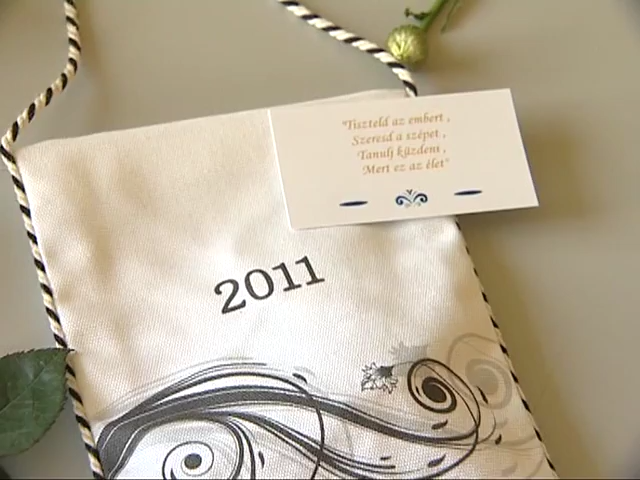 "Tiszteld az embert ,
Szeresd a szépet ,
Tanulj küzdeni ,
Mert ez az élet"
2011